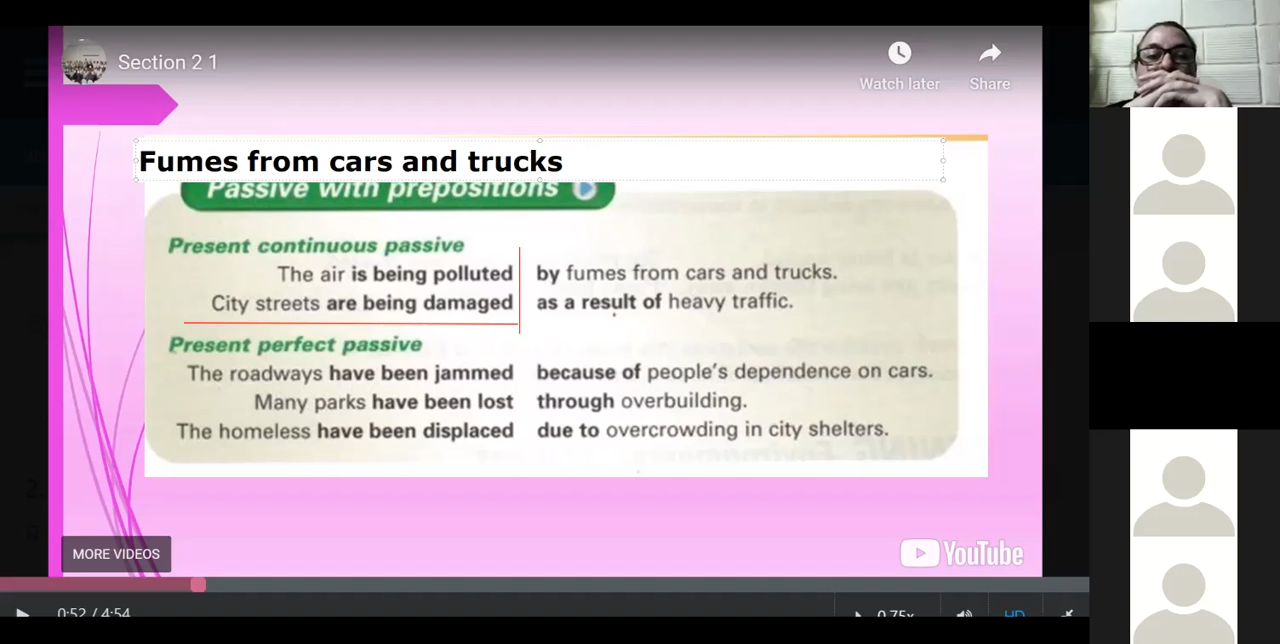 Section 2 1
Watch later
Share
Fumes from cars and trucks
Passive with prepositions
Present continuous passive
The air is being polluted by fumes from cars and trucks.
City streets are being damaged as a result of heavy traffic.
Present perfect passive
The roadways have been jammed because of people's dependence on cars.
Many parks have been lost through overbuilding.
The homeless have been displaced due to overcrowding in city shelters.
MORE VIDEOS
YouTube
0:52 / 4:54
0.75x
HD